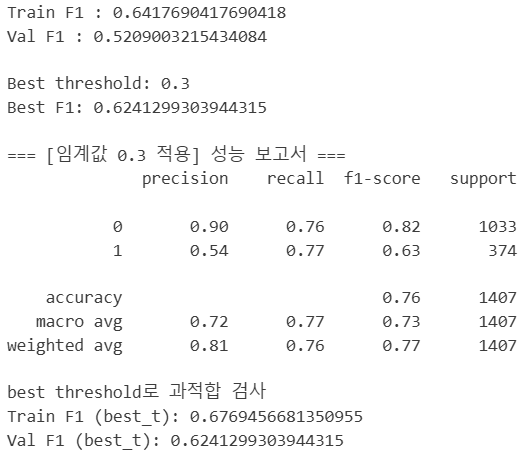 Train F1 : 0.6417690417690418
Val F1 : 0.5209003215434084
Best threshold: 0.3
Best F1: 0.6241299303944315
=== [임계값 0.3 적용] 성능 보고서 ===
precision recall f1-score support
0 0.90 0.76 0.82 1033
1 0.54 0.77 0.63 374
accuracy 0.76 1407
macro avg 0.72 0.77 0.73 1407
weighted avg 0.81 0.76 0.77 1407
best threshold로 과적합 검사
Train F1 (best_t): 0.6769456681350955
Val F1 (best_t): 0.6241299303944315